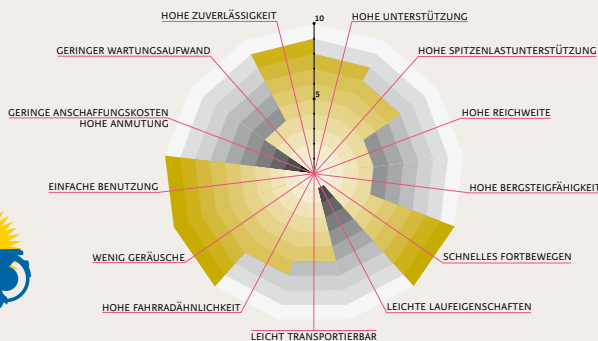 HOHE ZUVERLÄSSIGKEIT
10
HOHE UNTERSTÜTZUNG
GERINGER WARTUNGSAUFWAND
HOHE SPITZENLASTUNTERSTÜTZUNG
5
GERINGE ANSCHAFFUNGSKOSTEN
HOHE ANMUTUNG
HOHE REICHWEITE
EINFACHE BENUTZUNG
HOHE BERGSTEIGFÄHIGKEIT
WENIG GERÄUSCHE
SCHNELLES FORTBEWEGEN
HOHE FAHRRADÄHNLICHKEIT
LEICHTE LAUFEIGENSCHAFTEN
LEICHT TRANSPORTIERBAR